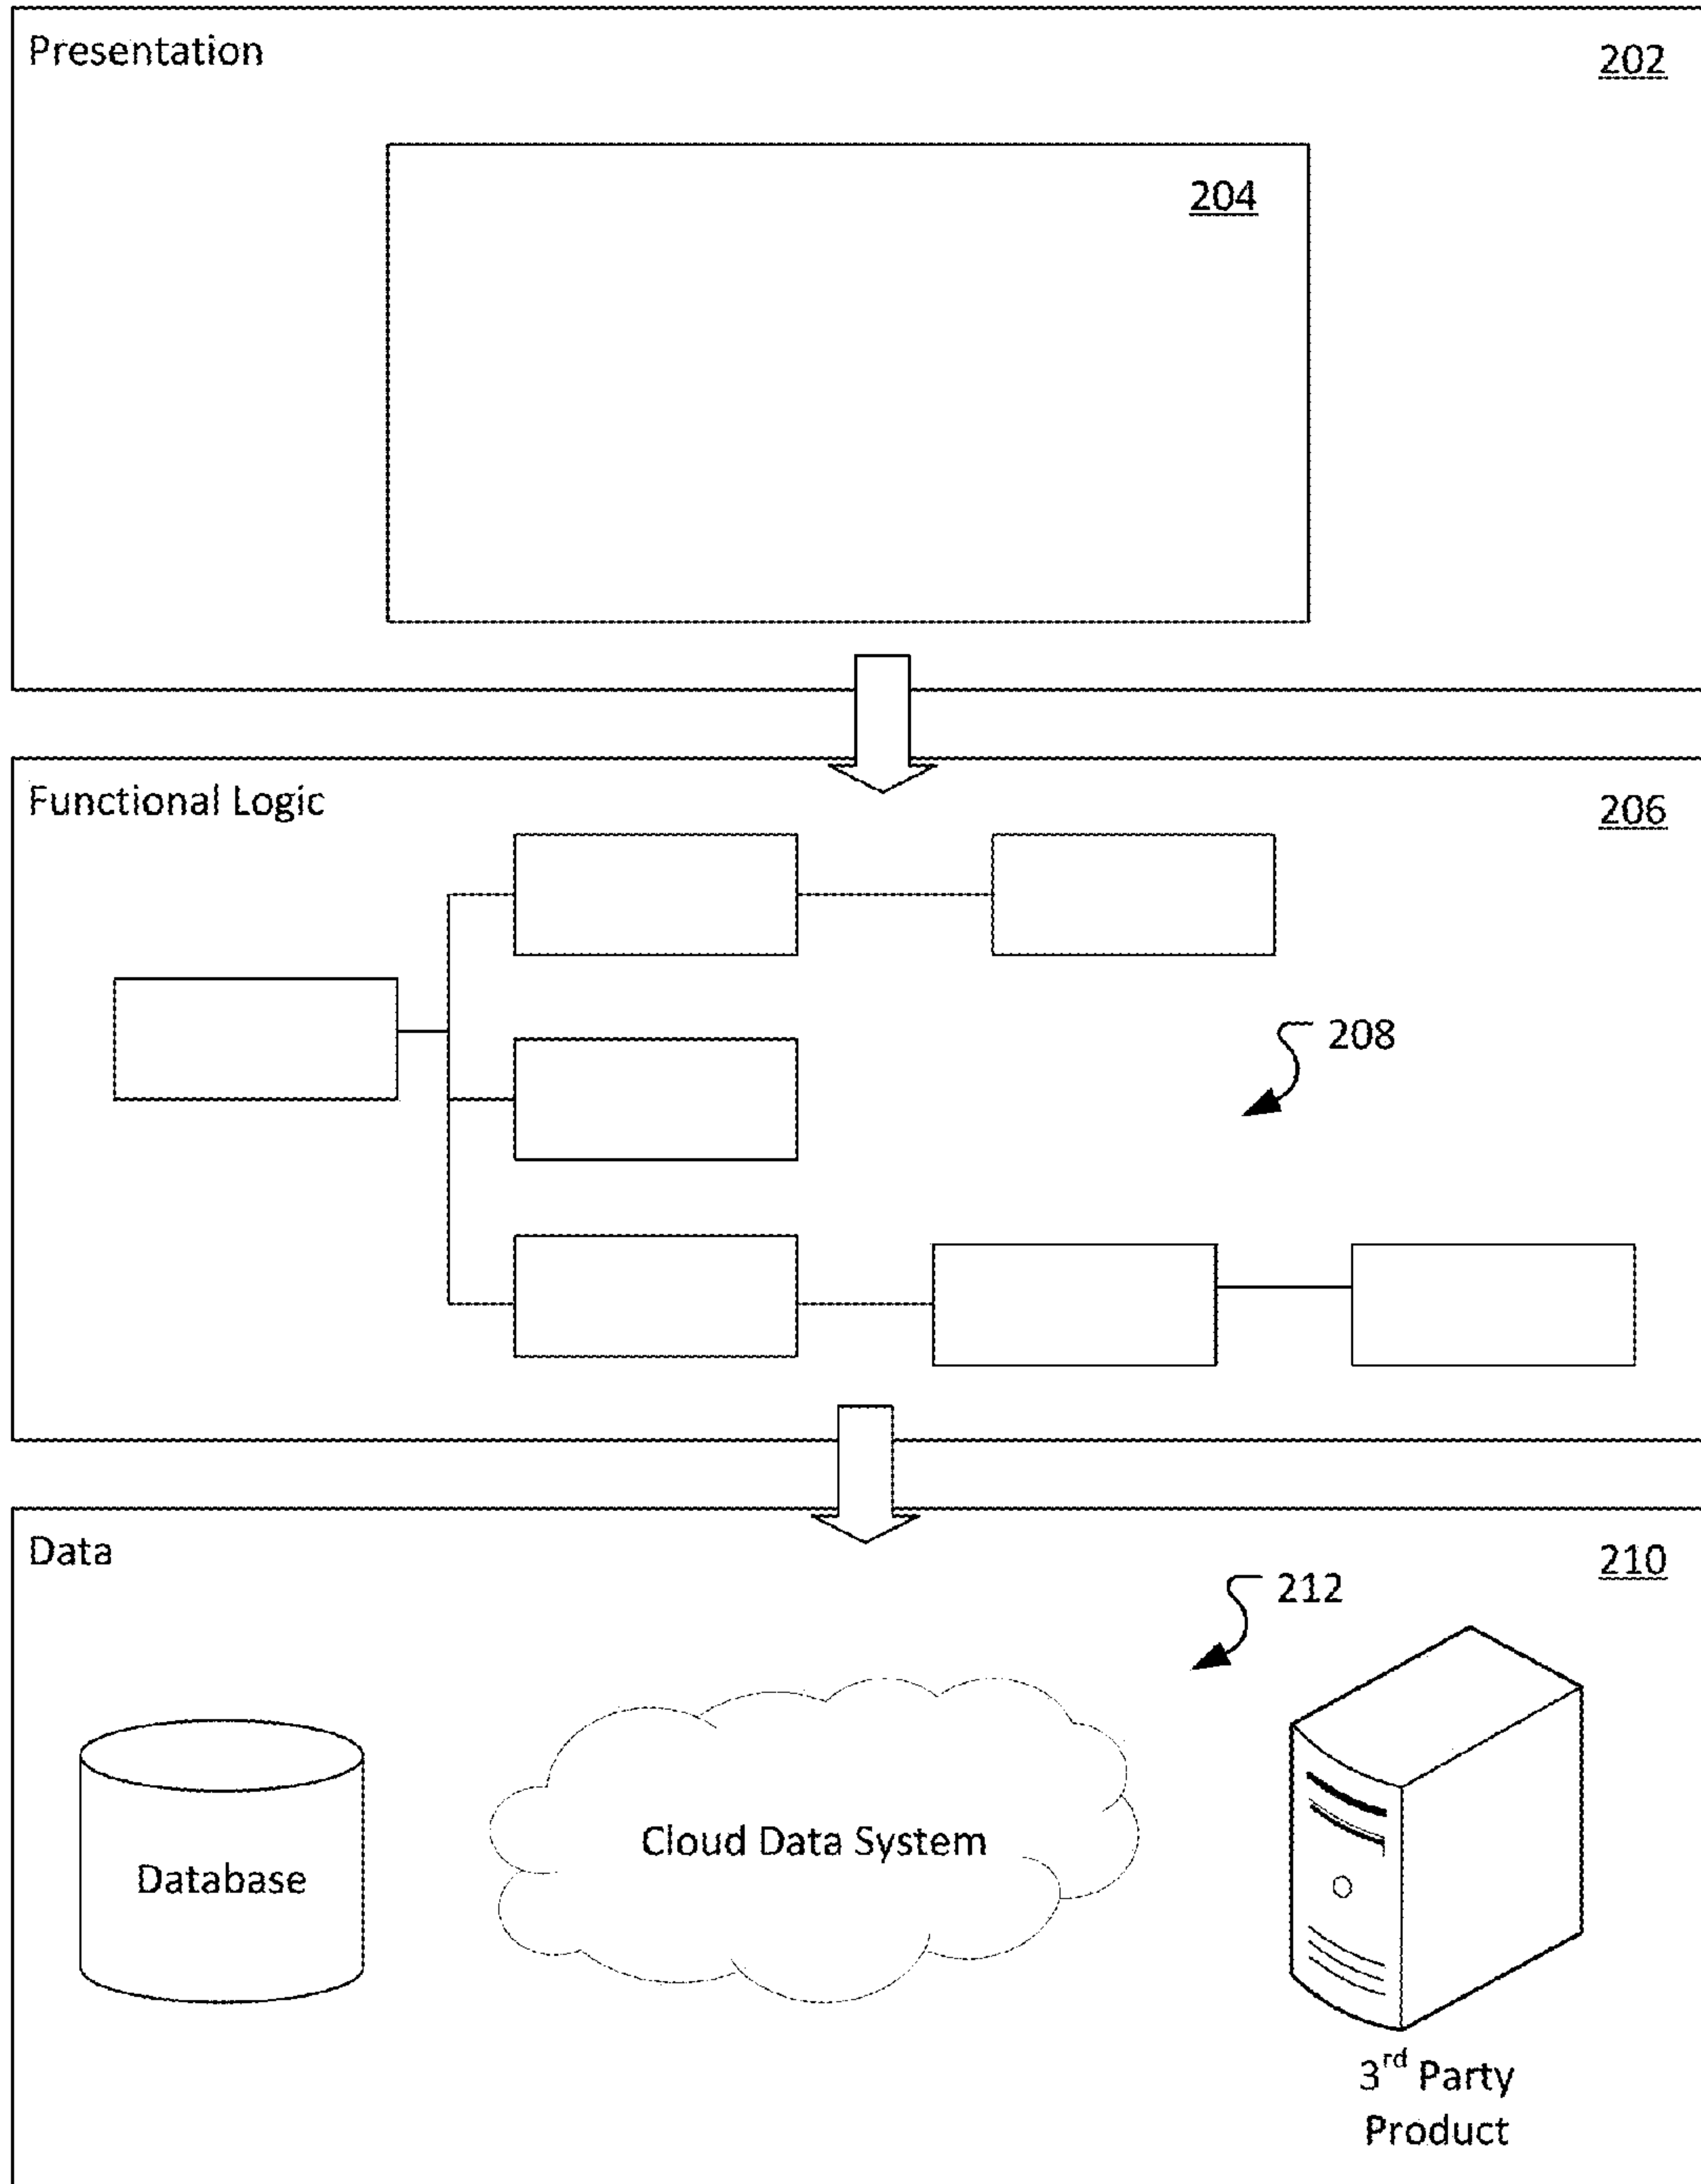 Presentation
202
204
Functional Logic
206
208
Data
210
212
Database
Cloud Data System
3rd Party
Product